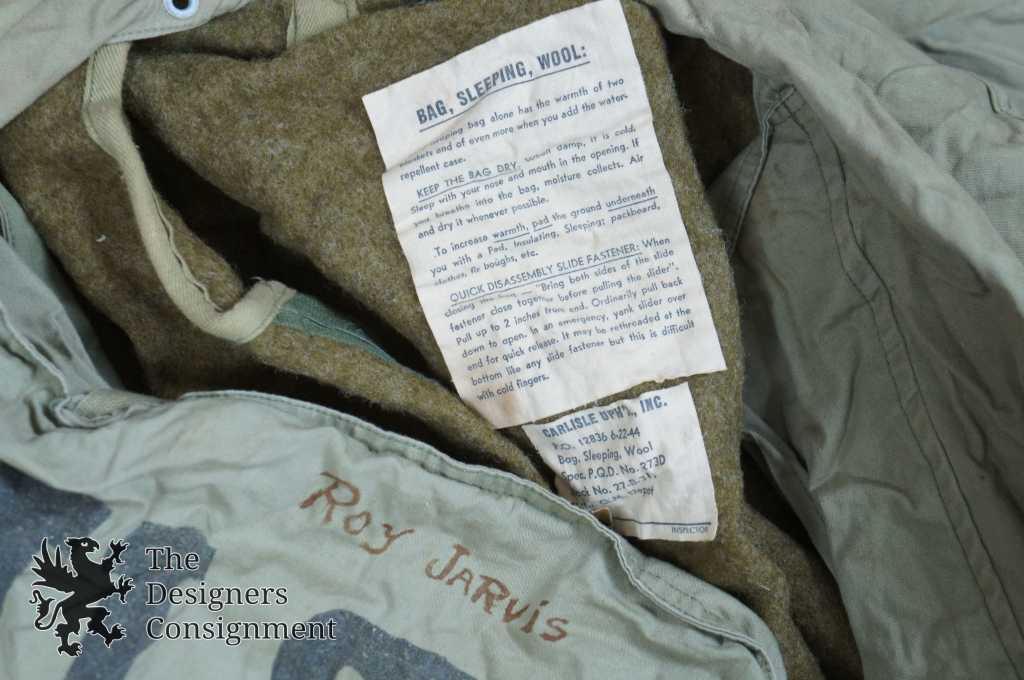 BAG, SLEEPING, WOOL:
bag alone has the warmth of two
and of even more when you add the water-
repellent case.
KEEP THE BAG DRY, damp, it is cold.
Sleep with your nose and mouth in the opening. If
you breathe into the bag, moisture collects. Air
and dry it whenever possible.
To increase warmth, pad the ground underneath
you with a Pad, Insulating, Sleeping; packboard,
clothes, fir boughs, etc.
QUICK DISASSEMBLY SLIDE FASTENER: When
closing the "Bring both sides of the slide
fastener close together before pulling the slider".
Pull up to 2 inches from end. Ordinarily pull back
down to open. In an emergency, yank slider over
end for quick release. It may be rethreaded at the
bottom like any slide fastener but this is difficult
with cold fingers.
CARLISLE UPH'L, INC.
P.O. 12836 6-22-44
Bag, Sleeping, Wool
Spec. P.Q.D. No. 273D
No. 27-B-
INSPECTOR
Roy Jarvis
The
Designers
Consignment